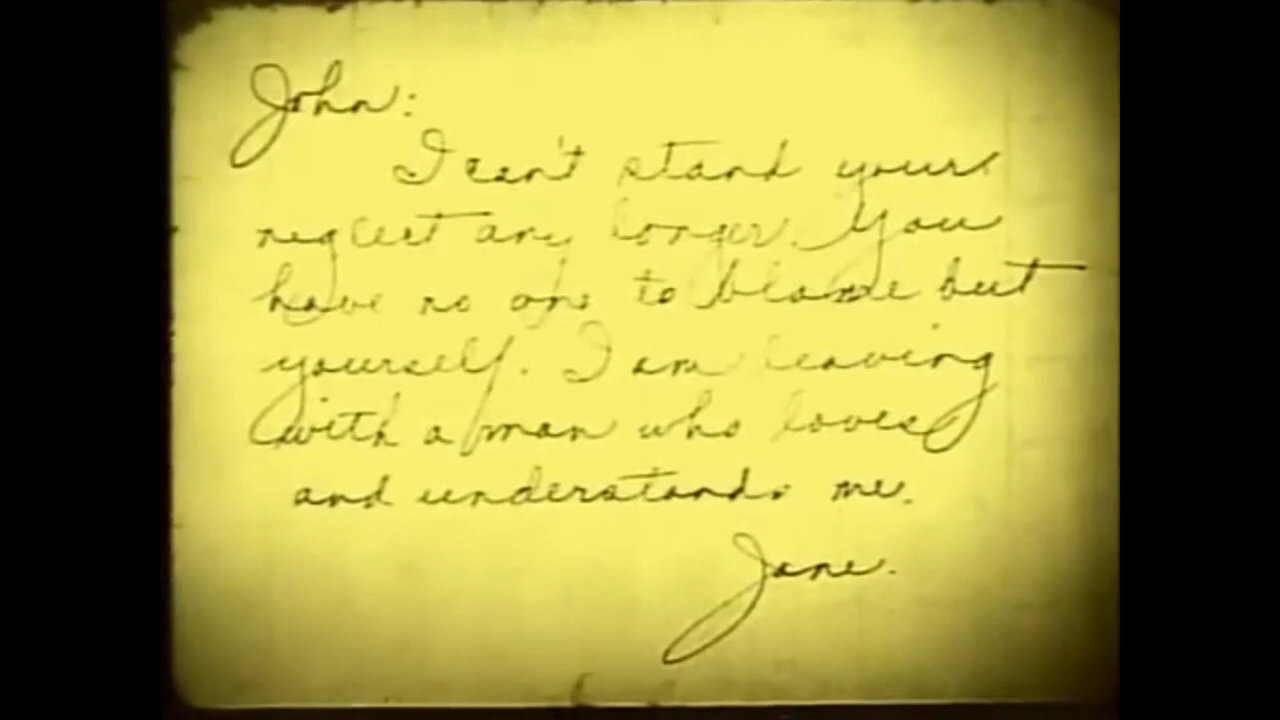 John:
I can't stand your
neglect any longer. You
have no one to blame but
yourself. I am leaving
with a man who loves
and understands me.
Jane.